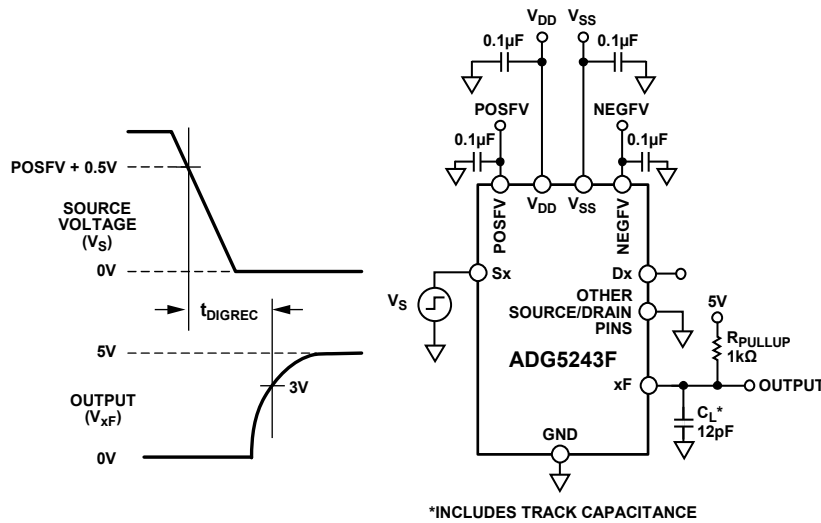 POSFV + 0.5V
SOURCE
VOLTAGE
(VS)
0V
tDIGREC
5V
OUTPUT
(VxF)
3V
0V
VDD VSS
0.1µF 0.1µF
POSFV NEGFV
0.1µF 0.1µF
POSFV VDD VSS NEGFV
VS
Sx Dx
OTHER
SOURCE/DRAIN
PINS
ADG5243F
xF
GND
5V
RPULLUP
1kΩ
OUTPUT
CL*
12pF
*INCLUDES TRACK CAPACITANCE